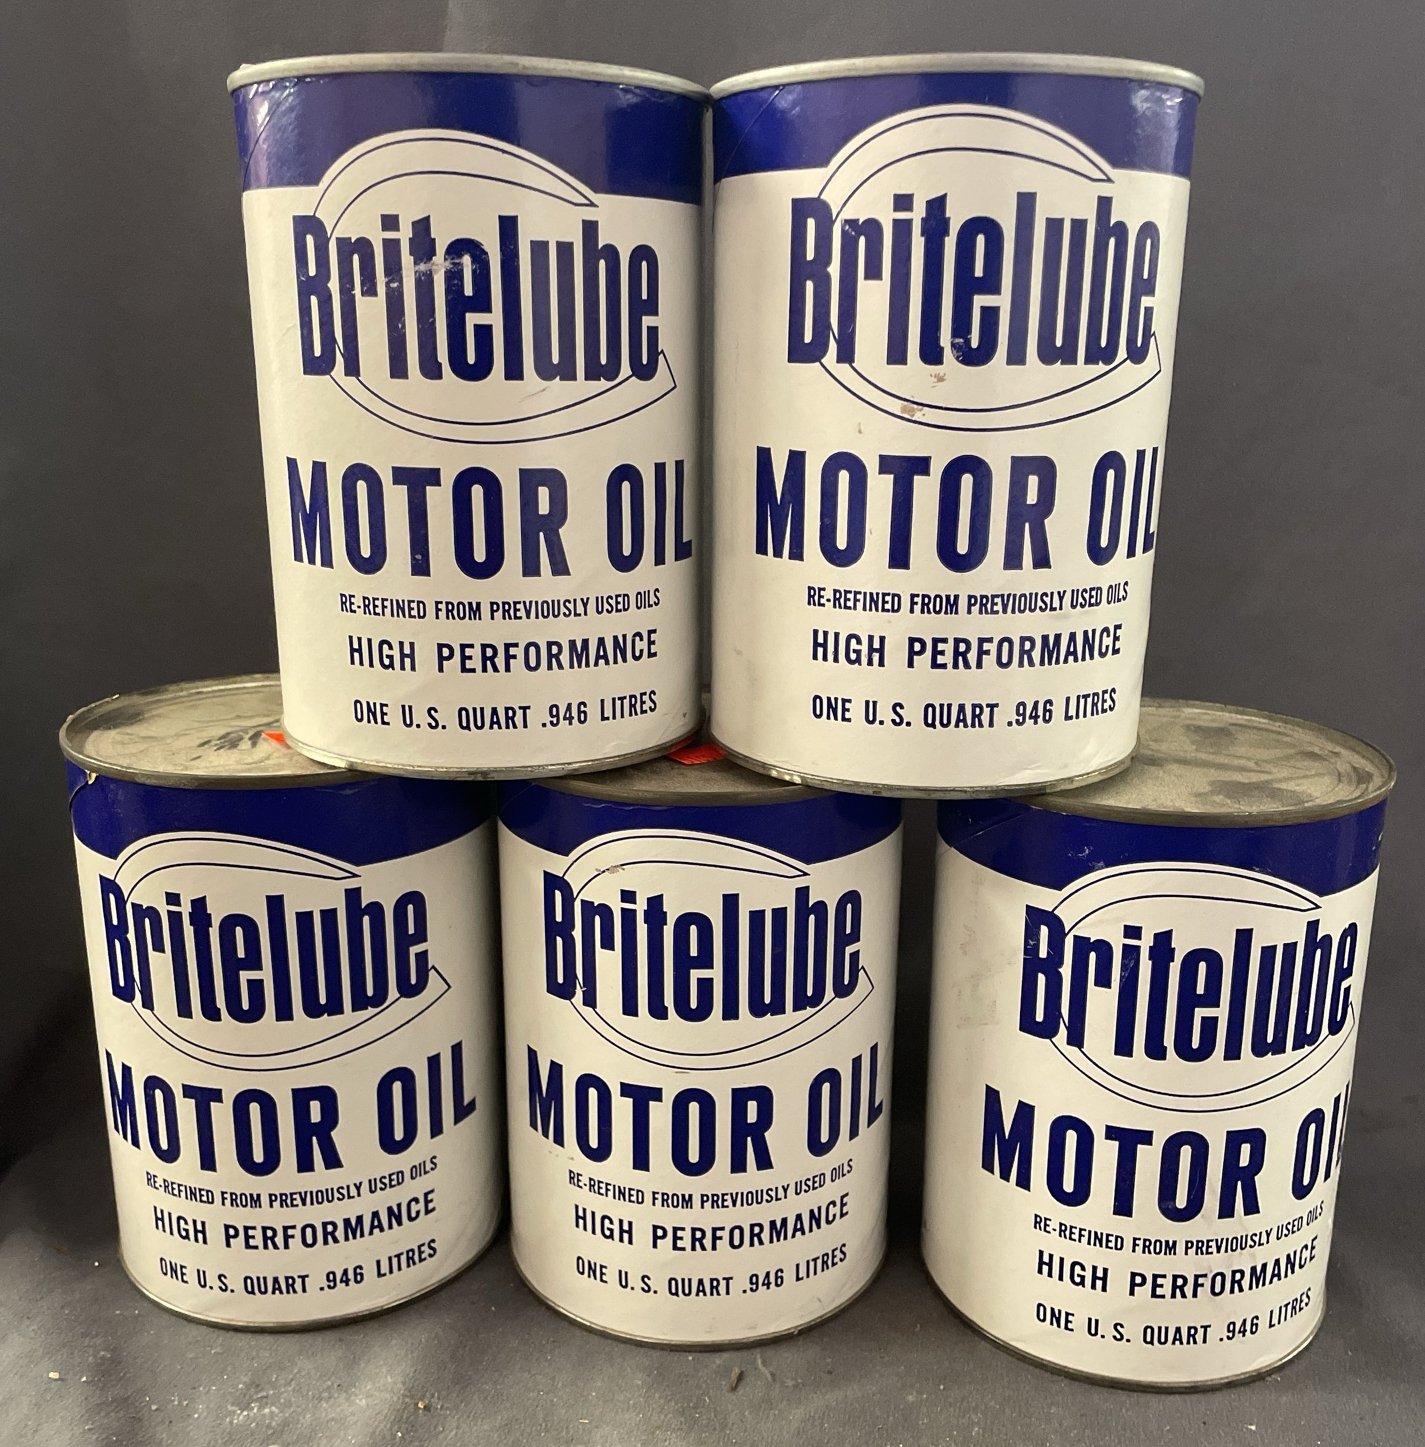 Britelube
MOTOR OIL
RE-REFINED FROM PREVIOUSLY USED OILS
HIGH PERFORMANCE
ONE U.S. QUART .946 LITRES
Britelube
MOTOR OIL
RE-REFINED FROM PREVIOUSLY USED OILS
HIGH PERFORMANCE
ONE U.S. QUART .946 LITRES
Britelube
MOTOR OIL
RE-REFINED FROM PREVIOUSLY USED OILS
HIGH PERFORMANCE
ONE U.S. QUART .946 LITRES
Britelube
MOTOR OIL
RE-REFINED FROM PREVIOUSLY USED OILS
HIGH PERFORMANCE
ONE U.S. QUART .946 LITRES
Britelube
MOTOR OIL
RE-REFINED FROM PREVIOUSLY USED OILS
HIGH PERFORMANCE
ONE U.S. QUART .946 LITRES